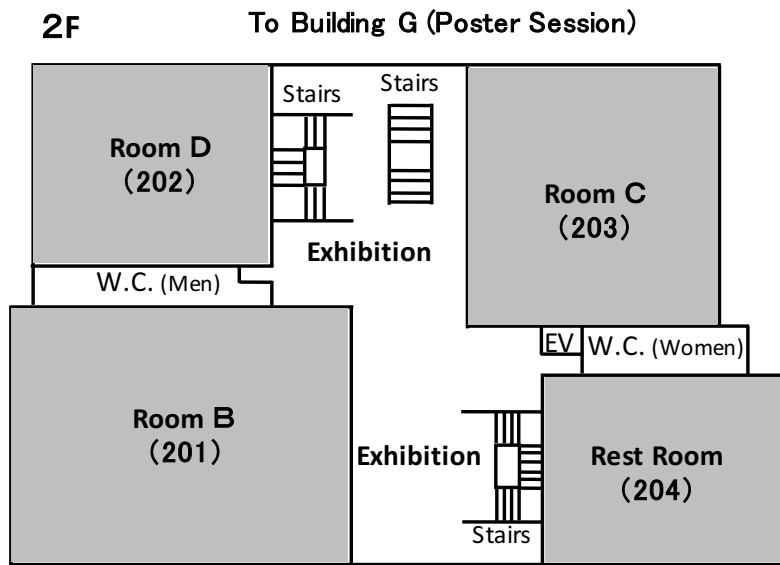 2F
To Building G (Poster Session)
Stairs
Stairs
Room D
(202)
Room C
(203)
Exhibition
W.C. (Men)
EV
W.C. (Women)
Room B
(201)
Exhibition
Rest Room
(204)
Stairs